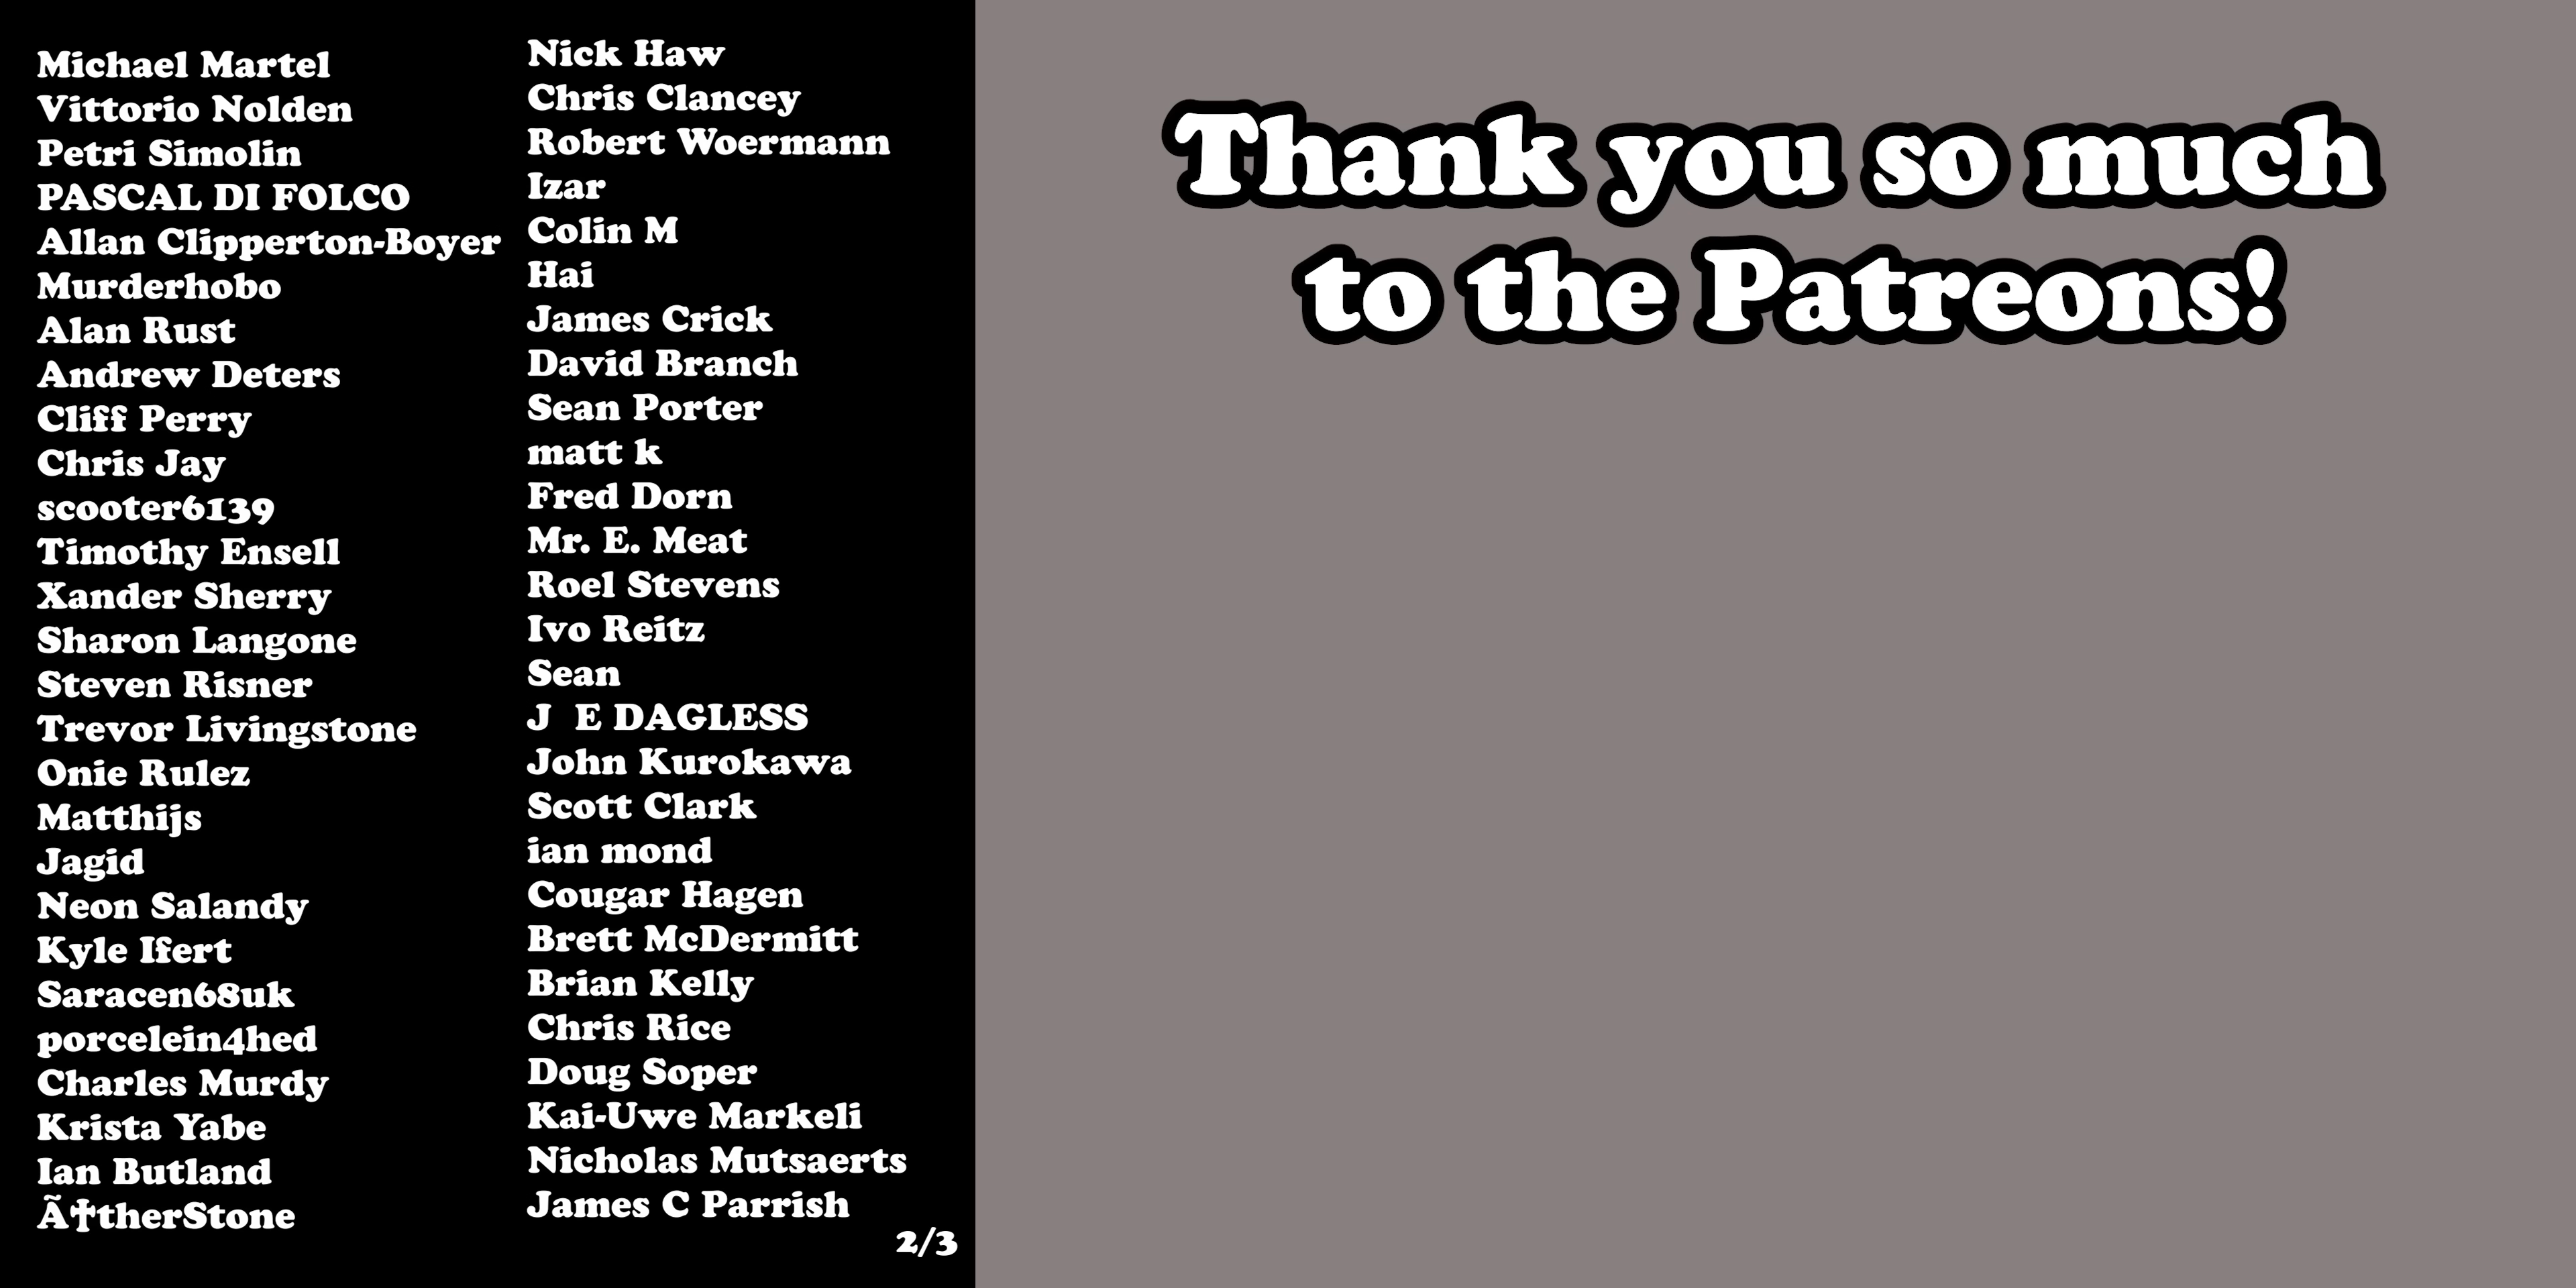 Michael Martel
Vittorio Nolden
Petri Simolin
PASCAL DI FOLCO
Allan Clipperton-Boyer
Murderhobo
Alan Rust
Andrew Deters
Cliff Perry
Chris Jay
scooter6139
Timothy Ensell
Xander Sherry
Sharon Langone
Steven Risner
Trevor Livingstone
Onie Rulez
Matthijs
Jagid
Neon Salandy
Kyle Ifert
Saracen68uk
porcelein4hed
Charles Murdy
Krista Yabe
Ian Butland
Ã†therStone
Nick Haw
Chris Clancey
Robert Woermann
Izar
Colin M
Hai
James Crick
David Branch
Sean Porter
matt k
Fred Dorn
Mr. E. Meat
Roel Stevens
Ivo Reitz
Sean
J  E DAGLESS
John Kurokawa
Scott Clark
ian mond
Cougar Hagen
Brett McDermitt
Brian Kelly
Chris Rice
Doug Soper
Kai-Uwe Markeli
Nicholas Mutsaerts
James C Parrish
2/3
Thank you so much
to the Patreons!